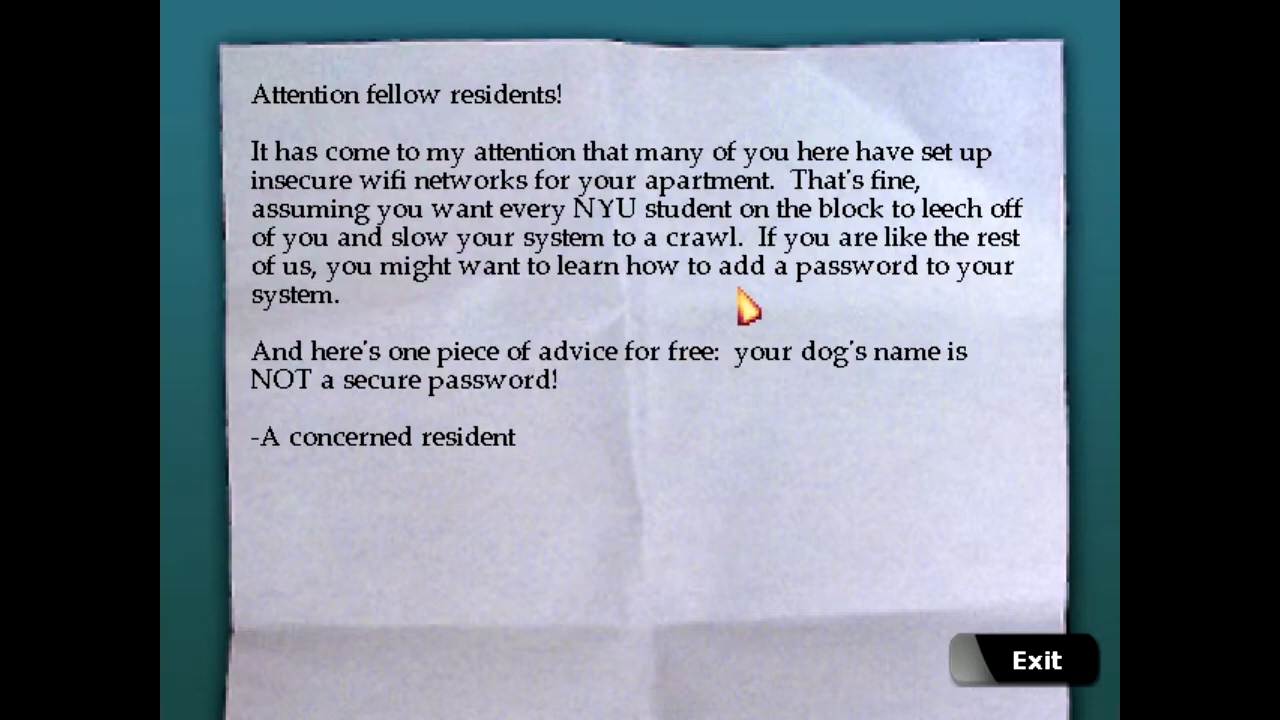 Attention fellow residents!
It has come to my attention that many of you here have set up
insecure wifi networks for your apartment.  That's fine,
assuming you want every NYU student on the block to leech off
of you and slow your system to a crawl.  If you are like the rest
of us, you might want to learn how to add a password to your
system.
And here's one piece of advice for free:  your dog's name is
NOT a secure password!
-A concerned resident
Exit